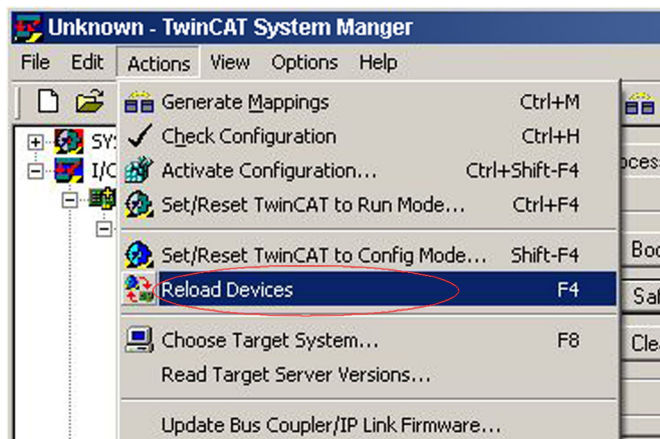 Unknown - TwinCAT System Manger
File Edit Actions View Options Help
Generate Mappings Ctrl+M
Check Configuration Ctrl+H
Activate Configuration... Ctrl+Shift-F4
Set/Reset TwinCAT to Run Mode... Ctrl+F4
Set/Reset TwinCAT to Config Mode... Shift-F4
Reload Devices F4
Choose Target System... F8
Read Target Server Versions...
Update Bus Coupler/IP Link Firmware...